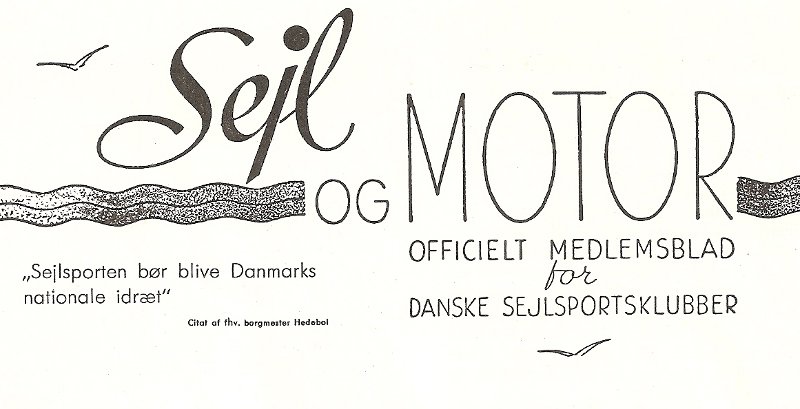 Sejl
OG MOTOR
OFFICIELT MEDLEMSBLAD
for
DANSKE SEJLSPORTSKLUBBER
„Sejlsporten bør blive Danmarks
nationale idræt"
Citat af fhv. borgmester Hedebol